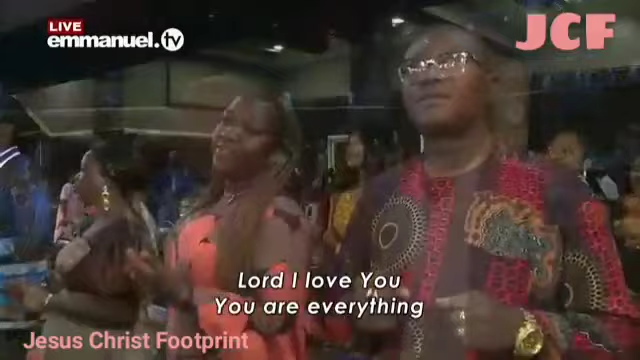 LIVE
emmanuel.tv
JCF
Lord I love You
You are everything
Jesus Christ Footprint